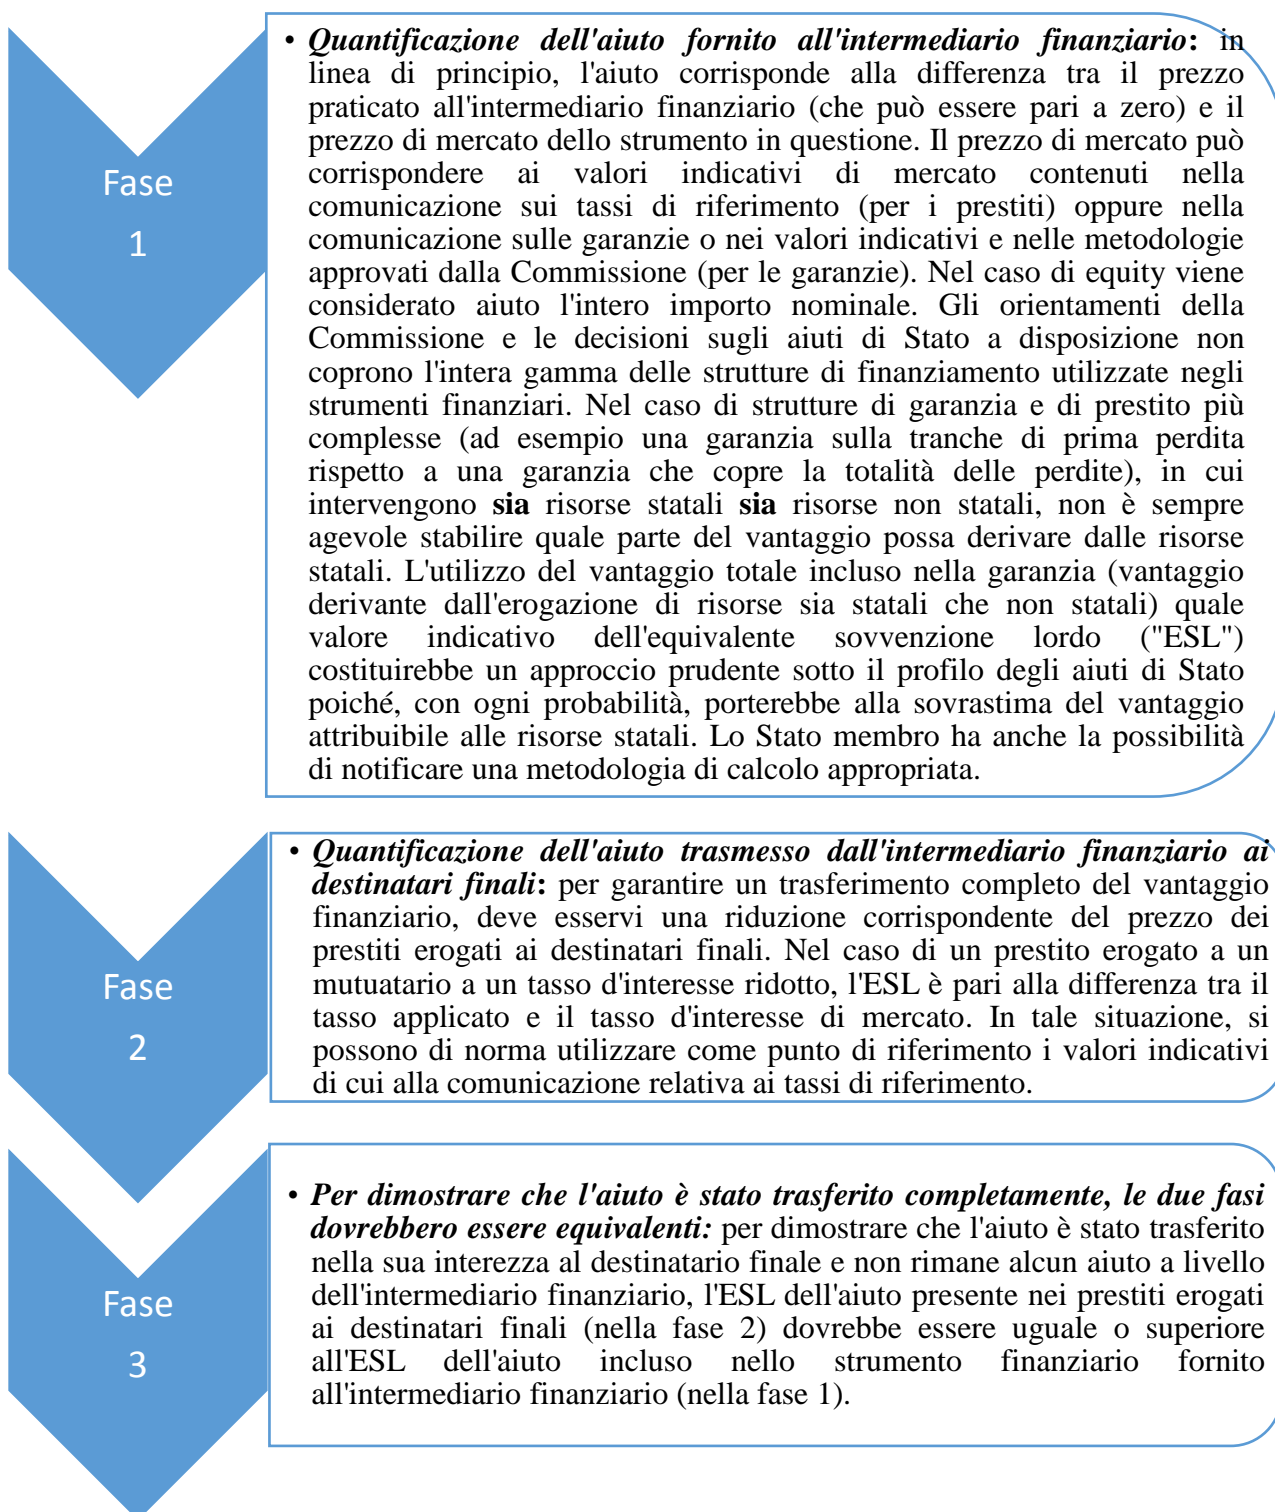 Fase
1
• Quantificazione dell'aiuto fornito all'intermediario finanziario: in
linea di principio, l'aiuto corrisponde alla differenza tra il prezzo
praticato all'intermediario finanziario (che può essere pari a zero) e il
prezzo di mercato dello strumento in questione. Il prezzo di mercato può
corrispondere ai valori indicativi di mercato contenuti nella
comunicazione sui tassi di riferimento (per i prestiti) oppure nella
comunicazione sulle garanzie o nei valori indicativi e nelle metodologie
approvati dalla Commissione (per le garanzie). Nel caso di equity viene
considerato aiuto l'intero importo nominale. Gli orientamenti della
Commissione e le decisioni sugli aiuti di Stato a disposizione non
coprono l'intera gamma delle strutture di finanziamento utilizzate negli
strumenti finanziari. Nel caso di strutture di garanzia e di prestito più
complesse (ad esempio una garanzia sulla tranche di prima perdita
rispetto a una garanzia che copre la totalità delle perdite), in cui
intervengono sia risorse statali sia risorse non statali, non è sempre
agevole stabilire quale parte del vantaggio possa derivare dalle risorse
statali. L'utilizzo del vantaggio totale incluso nella garanzia (vantaggio
derivante dall'erogazione di risorse sia statali che non statali) quale
valore indicativo dell'equivalente sovvenzione lordo ("ESL")
costituirebbe un approccio prudente sotto il profilo degli aiuti di Stato
poiché, con ogni probabilità, porterebbe alla sovrastima del vantaggio
attribuibile alle risorse statali. Lo Stato membro ha anche la possibilità
di notificare una metodologia di calcolo appropriata.
Fase
2
• Quantificazione dell'aiuto trasmesso dall'intermediario finanziario ai
destinatari finali: per garantire un trasferimento completo del vantaggio
finanziario, deve esservi una riduzione corrispondente del prezzo dei
prestiti erogati ai destinatari finali. Nel caso di un prestito erogato a un
mutuatario a un tasso d'interesse ridotto, l'ESL è pari alla differenza tra il
tasso applicato e il tasso d'interesse di mercato. In tale situazione, si
possono di norma utilizzare come punto di riferimento i valori indicativi
di cui alla comunicazione relativa ai tassi di riferimento.
Fase
3
• Per dimostrare che l'aiuto è stato trasferito completamente, le due fasi
dovrebbero essere equivalenti: per dimostrare che l'aiuto è stato trasferito
nella sua interezza al destinatario finale e non rimane alcun aiuto a livello
dell'intermediario finanziario, l'ESL dell'aiuto presente nei prestiti erogati
ai destinatari finali (nella fase 2) dovrebbe essere uguale o superiore
all'ESL dell'aiuto incluso nello strumento finanziario fornito
all'intermediario finanziario (nella fase 1).